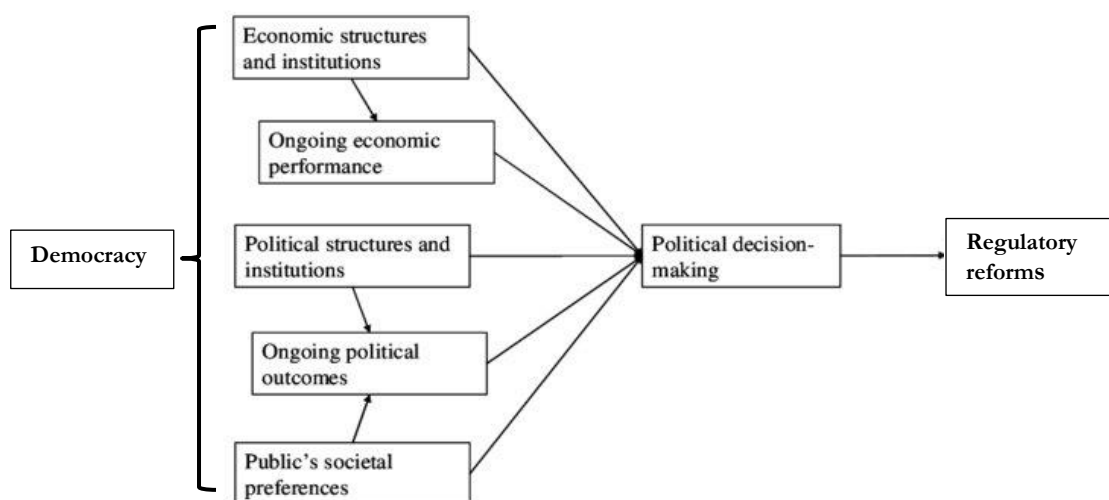 Economic structures
and institutions
Ongoing economic
performance
Democracy
Political structures and
institutions
Political decision-
making
Regulatory
reforms
Ongoing political
outcomes
Public's societal
preferences